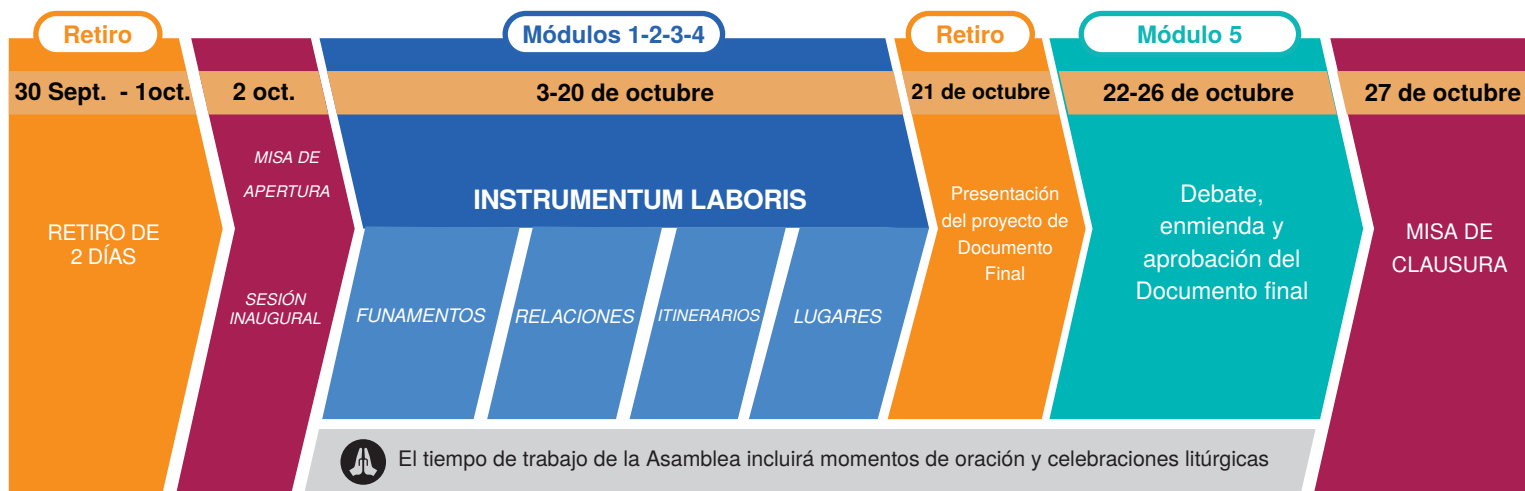 Retiro
Módulos 1-2-3-4
Retiro
Módulo 5
30 Sept. - 1oct.
2 oct.
3-20 de octubre
21 de octubre
22-26 de octubre
27 de octubre
RETIRO DE
2 DÍAS
MISA DE
APERTURA
SESIÓN
INAUGURAL
INSTRUMENTUM LABORIS
FUNAMENTOS
RELACIONES
ITINERARIOS
LUGARES
Presentación
del proyecto de
Documento
Final
Debate,
enmienda y
aprobación del
Documento final
MISA DE
CLAUSURA
El tiempo de trabajo de la Asamblea incluirá momentos de oración y celebraciones litúrgicas